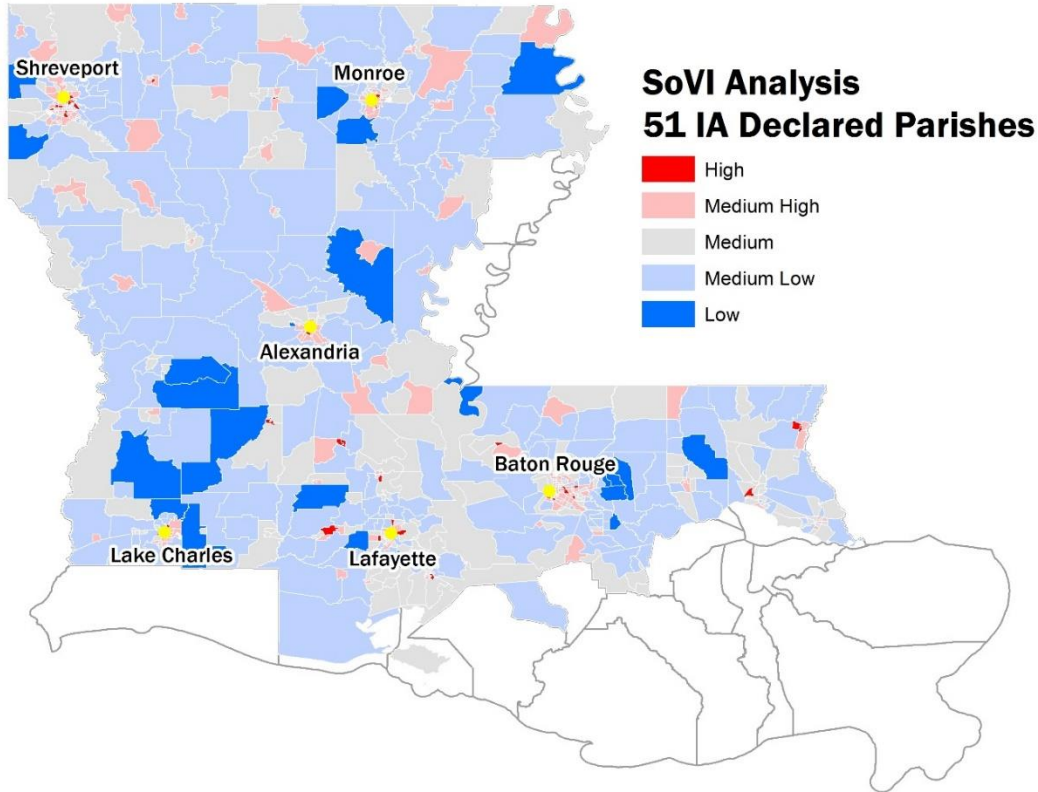 SoVI Analysis
51 IA Declared Parishes
High
Medium High
Medium
Medium Low
Low
Shreveport
Monroe
Alexandria
Baton Rouge
Lake Charles
Lafayette